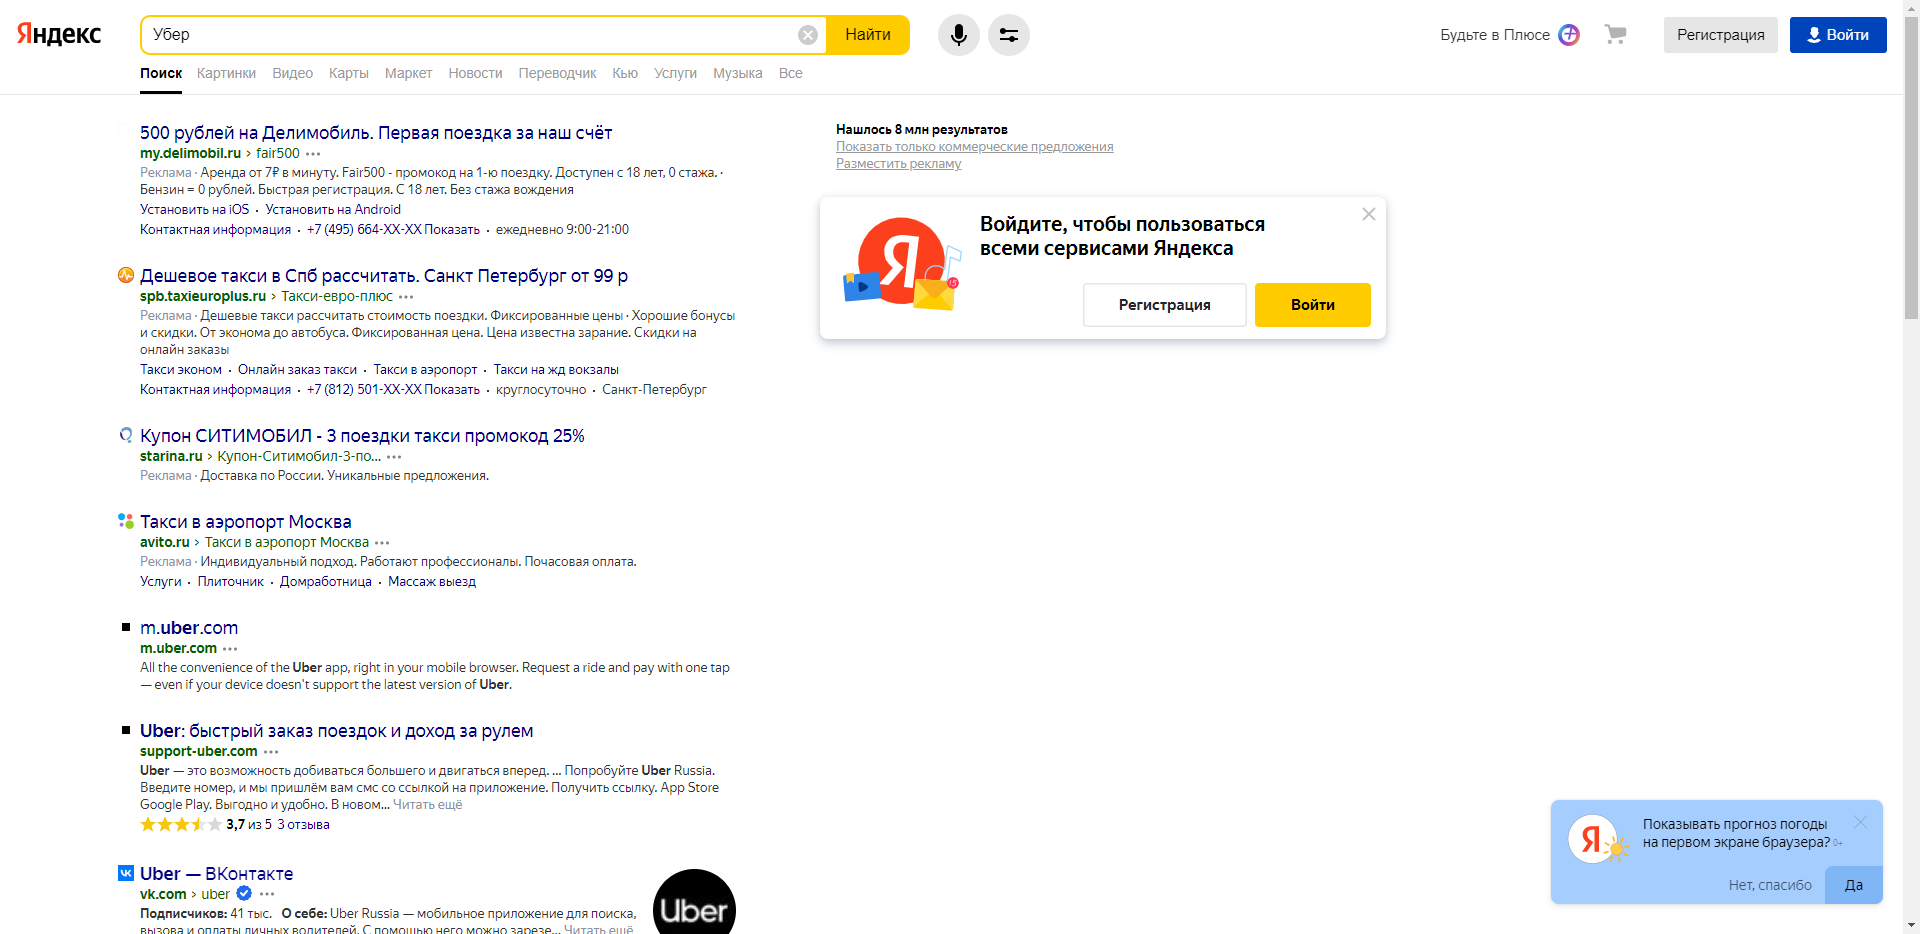 Яндекс
Убер
Найти
Будьте в Плюсе
Регистрация
Войти
Поиск Картинки Видео Карты Маркет Новости Переводчик Кью Услуги Музыка Все
500 рублей на Делимобиль. Первая поездка за наш счёт
my.delimobil.ru › fair500
Реклама · Аренда от 7₽ в минуту. Fair500 - промокод на 1-ю поездку. Доступен с 18 лет, 0 стажа. ·
Бензин = 0 рублей. Быстрая регистрация. С 18 лет. Без стажа вождения
Установить на iOS · Установить на Android
Контактная информация · +7 (495) 664-XX-XX Показать · ежедневно 9:00-21:00
Дешевое такси в Спб рассчитать. Санкт Петербург от 99 р
spb.taxieuroplus.ru › Такси-евро-плюс
Реклама · Дешевые такси рассчитать стоимость поездки. Фиксированные цены · Хорошие бонусы
и скидки. От эконома до автобуса. Фиксированная цена. Цена известна зарание. Скидки на
онлайн заказы
Такси эконом · Онлайн заказ такси · Такси в аэропорт · Такси на жд вокзалы
Контактная информация · +7 (812) 501-XX-XX Показать · круглосуточно · Санкт-Петербург
Купон СИТИМОБИЛ - 3 поездки такси промокод 25%
starina.ru › Купон-Ситимобил-3-по...
Реклама · Доставка по России. Уникальные предложения.
Такси в аэропорт Москва
avito.ru › Такси в аэропорт Москва
Реклама · Индивидуальный подход. Работают профессионалы. Почасовая оплата.
Услуги · Плиточник · Домработница · Массаж выезд
m.uber.com
m.uber.com
All the convenience of the Uber app, right in your mobile browser. Request a ride and pay with one tap
— even if your device doesn't support the latest version of Uber.
Uber: быстрый заказ поездок и доход за рулем
support-uber.com
Uber — это возможность добиваться большего и двигаться вперед. ... Попробуйте Uber Russia.
Введите номер, и мы пришлём вам смс со ссылкой на приложение. Получить ссылку. App Store
Google Play. Выгодно и удобно. В новом... Читать ещё
3,7 из 5 3 отзыва
Uber — ВКонтакте
vk.com › uber
Подписчиков: 41 тыс. О себе: Uber Russia — мобильное приложение для поиска,
вызова и оплаты личных водителей. С помощью него можно зарезе... Читать ещё
Uber
Нашлось 8 млн результатов
Показать только коммерческие предложения
Разместить рекламу
Я
Войдите, чтобы пользоваться
всеми сервисами Яндекса
Регистрация
Войти
Я
Показывать прогноз погоды
на первом экране браузера? 0+
Нет, спасибо
Да